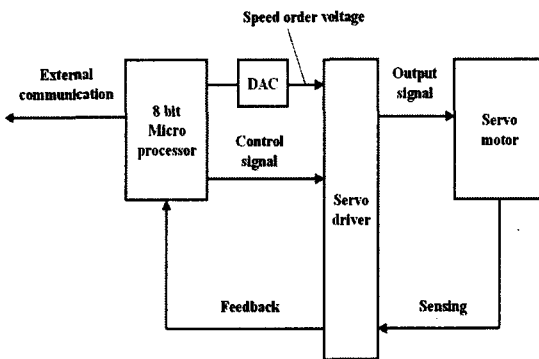 Speed order voltage
External
communication
8 bit
Micro
processor
DAC
Control
signal
Servo
driver
Output
signal
Servo
motor
Feedback
Sensing